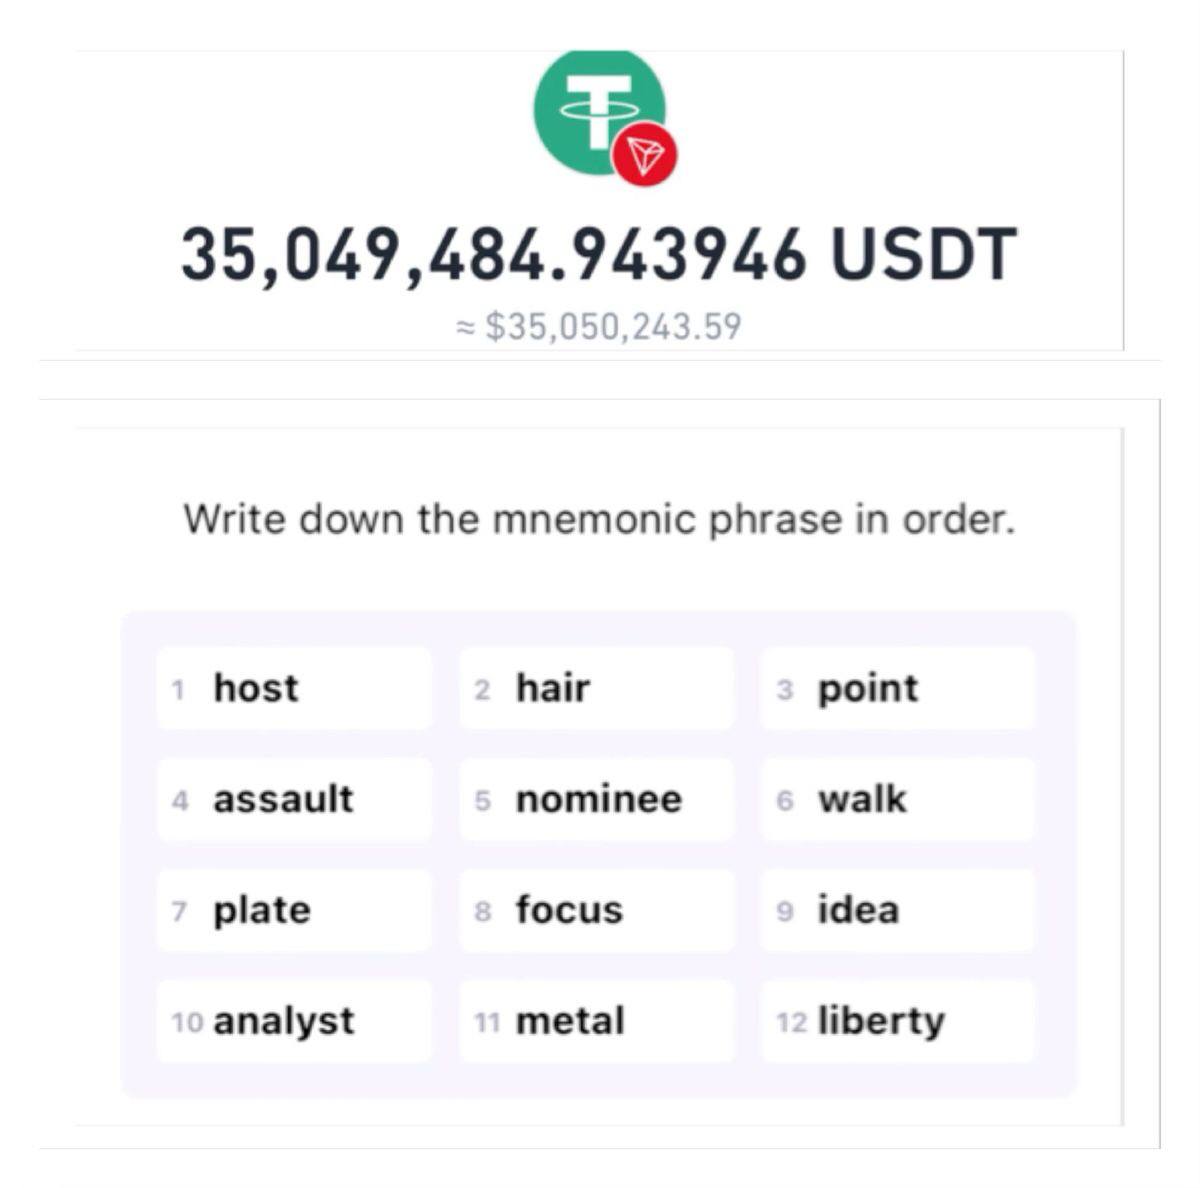 35,049,484.943946 USDT
≈ $35,050,243.59
Write down the mnemonic phrase in order.
1 host 2 hair 3 point
4 assault 5 nominee 6 walk
7 plate 8 focus 9 idea
10 analyst 11 metal 12 liberty